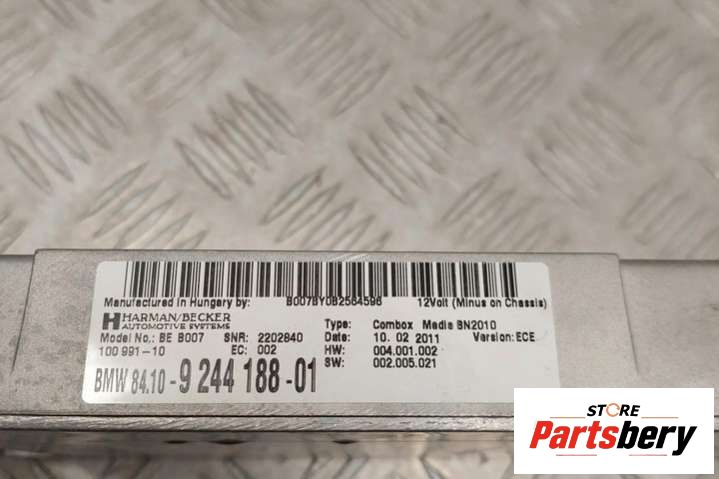 Manufactured in Hungary by: B007BY082564596 12Volt (Minus on Chassis)
HARMAN/BECKER
AUTOMOTIVE SYSTEMS
Type: Combox Media BN2010
Model No.: BE B007 SNR: 2202840 Date: 10. 02 2011 Version: ECE
100 991-10 EC: 002 HW: 004.001.002
SW: 002.005.021
BMW 84.10 - 9 244 188 - 01
STORE
Partsbery